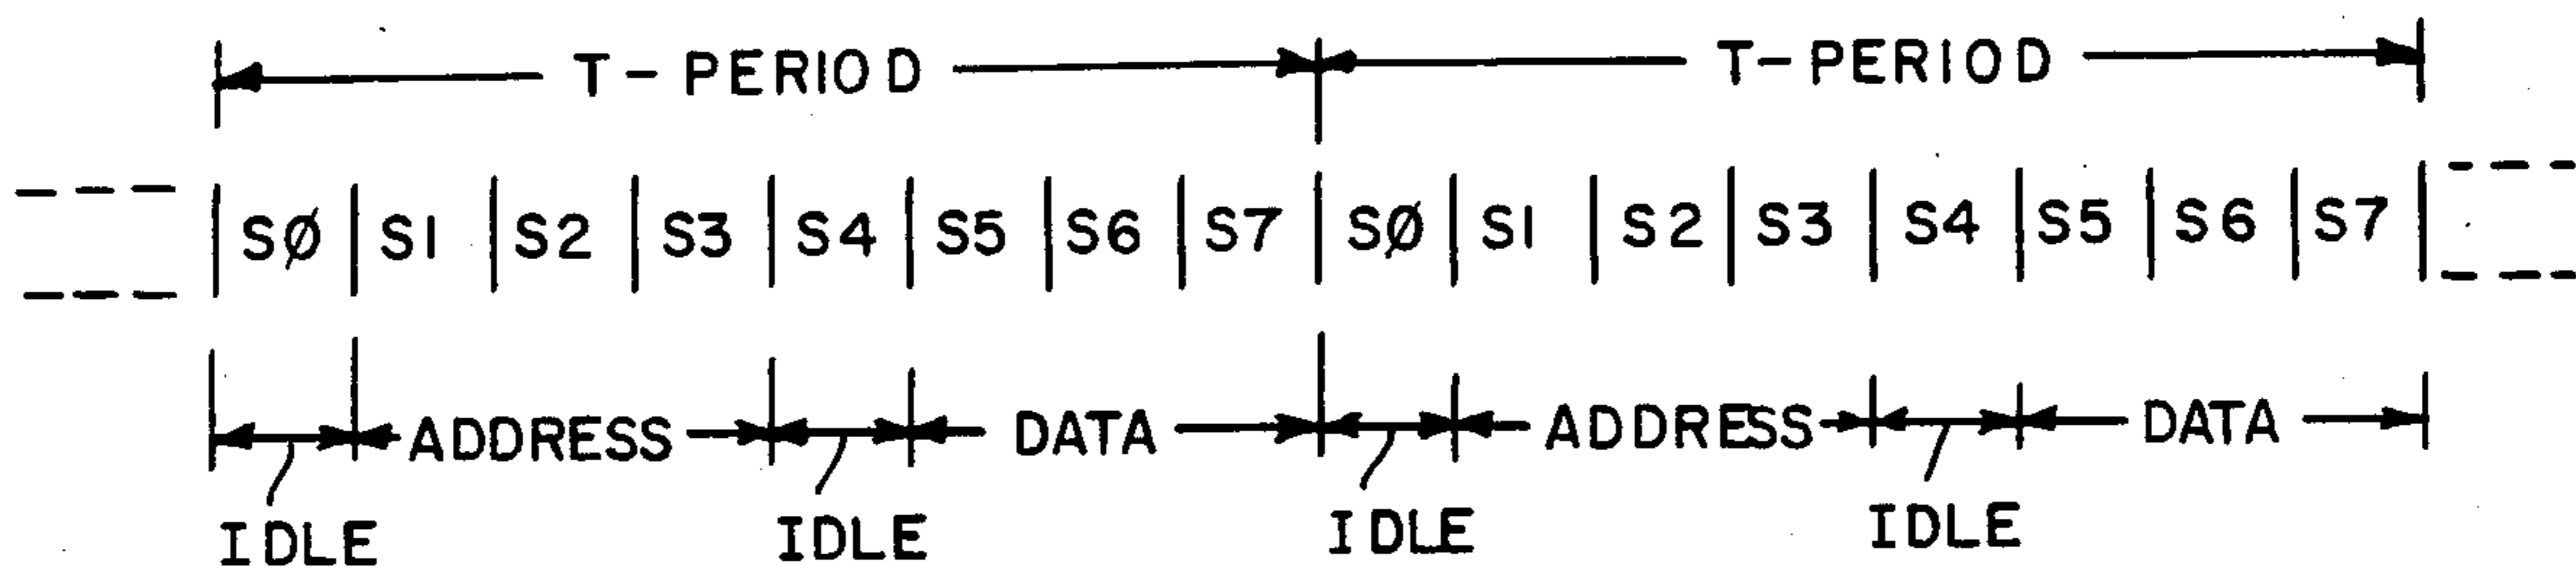 T-PERIOD T-PERIOD
SØ S1 S2 S3 S4 S5 S6 S7 SØ S1 S2 S3 S4 S5 S6 S7
ADDRESS DATA ADDRESS DATA
IDLE IDLE IDLE IDLE